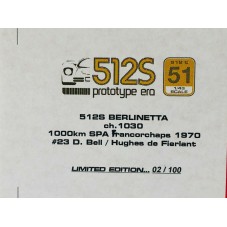 512S
prototype era
51
1/43
SCALE
512S BERLINETTA
ch.1030
1000km SPA Francorchaps 1970
#23 D. Bell / Hughes de Fierlant
LIMITED EDITION... 02 / 100